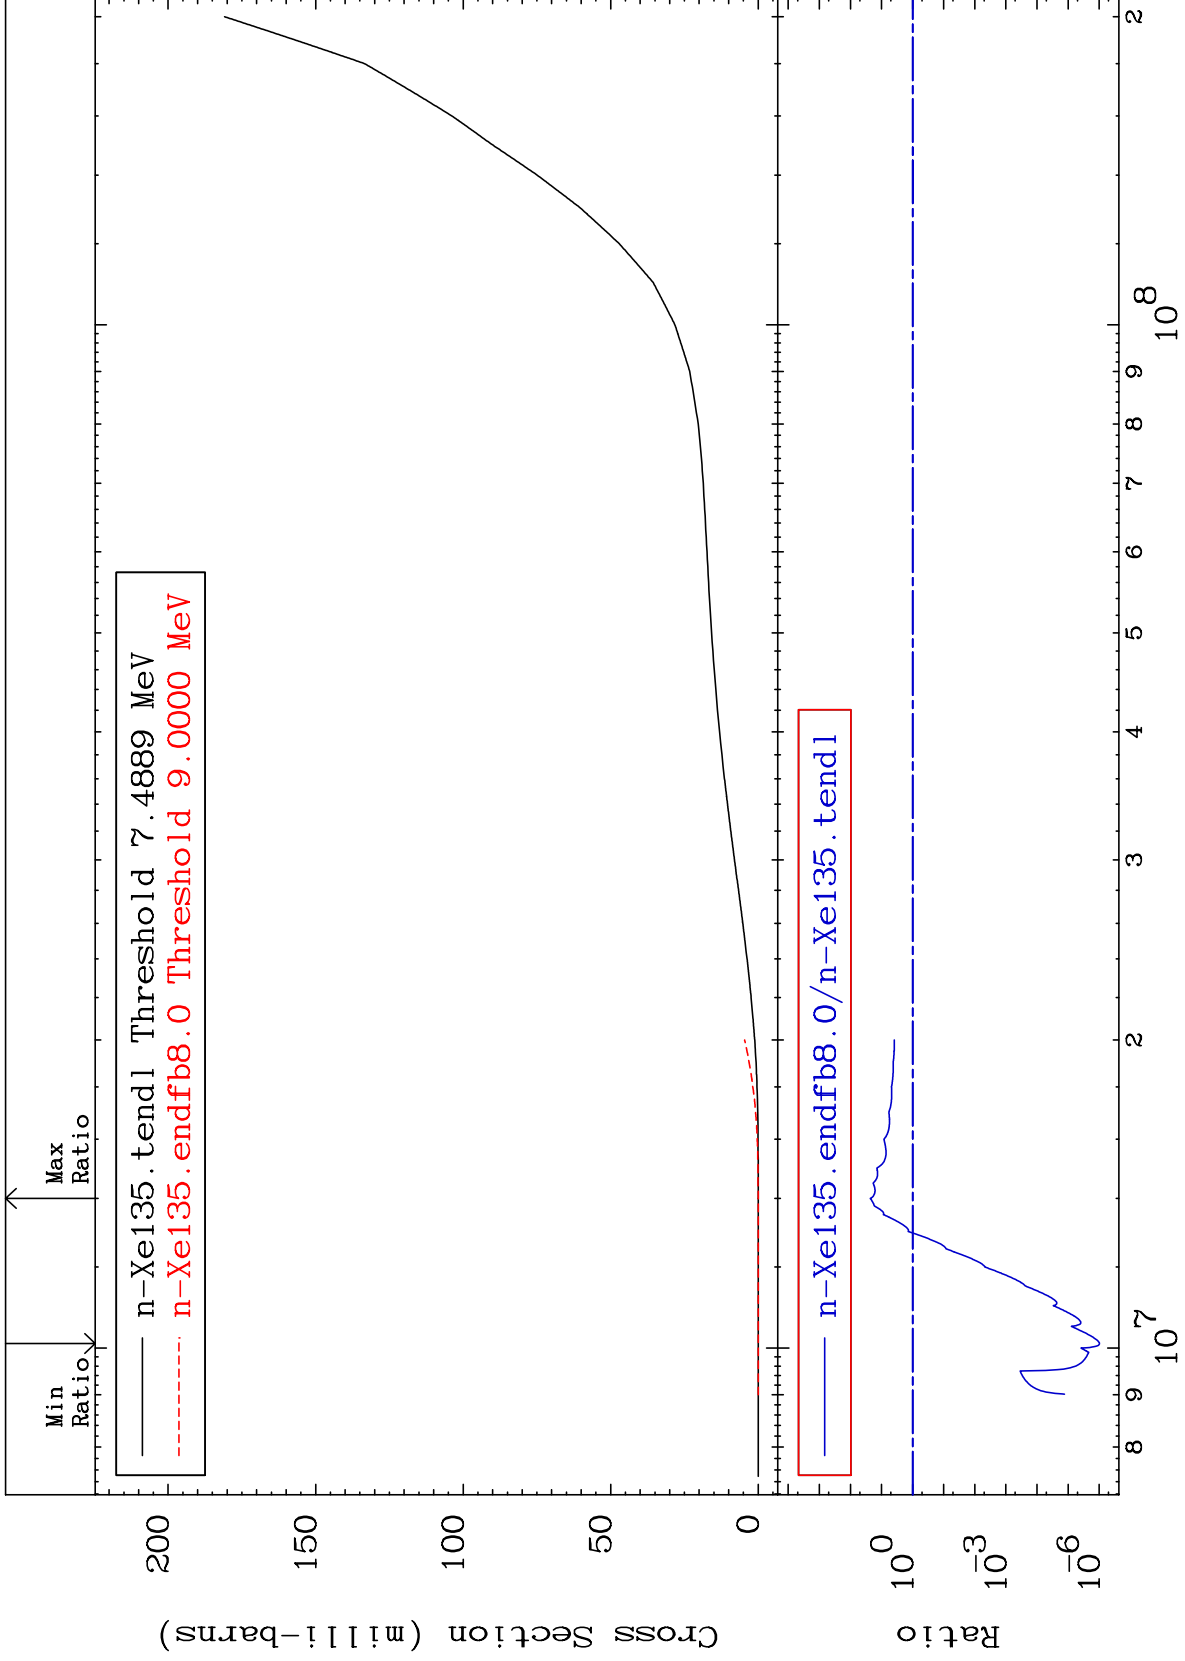 Min
Ratio
Max
Ratio
n-Xe135.tendl Threshold 7.4889 MeV
n-Xe135.endfb8.0 Threshold 9.0000 MeV
200
150
100
50
0
Cross Section (milli-barns)
n-Xe135.endfb8.0/n-Xe135.tendl
10^0
10^-3
10^-6
Ratio
8 9 10^7 2 3 4 5 6 7 8 9 10^8 2